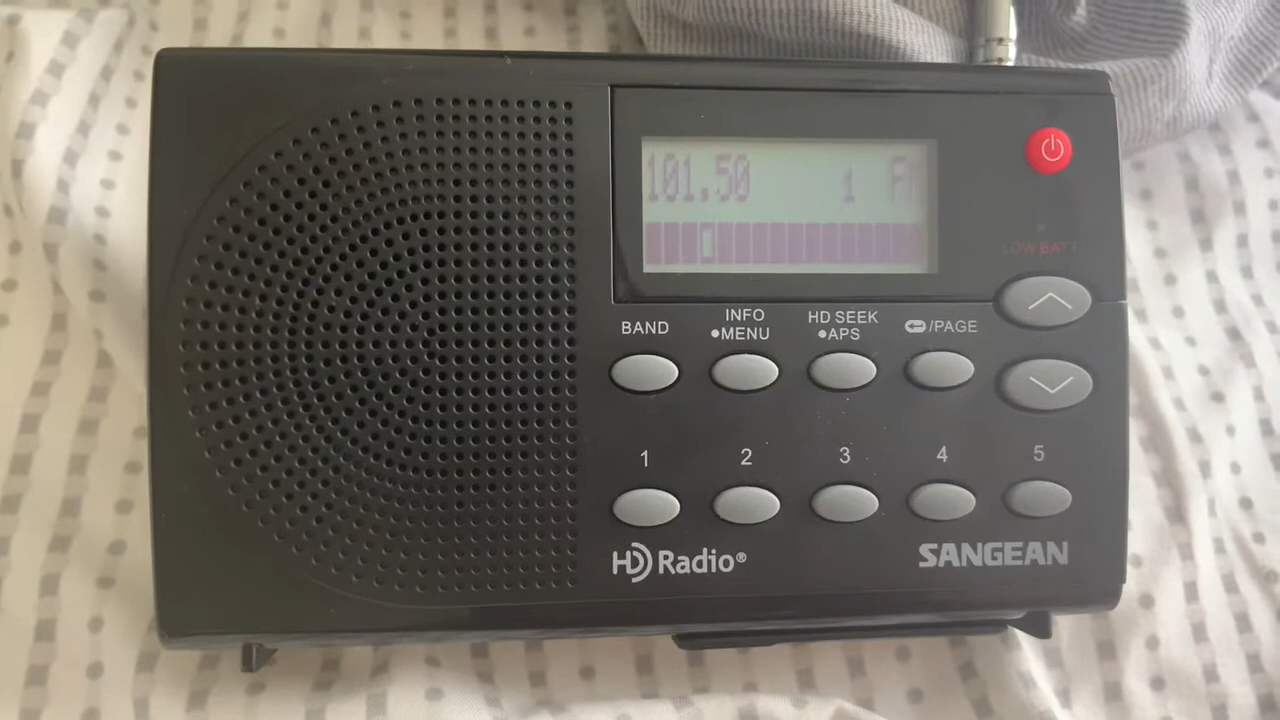 101.50 1 FM
LOW BATT
BAND
INFO
●MENU
HD SEEK
●APS
/PAGE
1 2 3 4 5
HD Radio®
SANGEAN